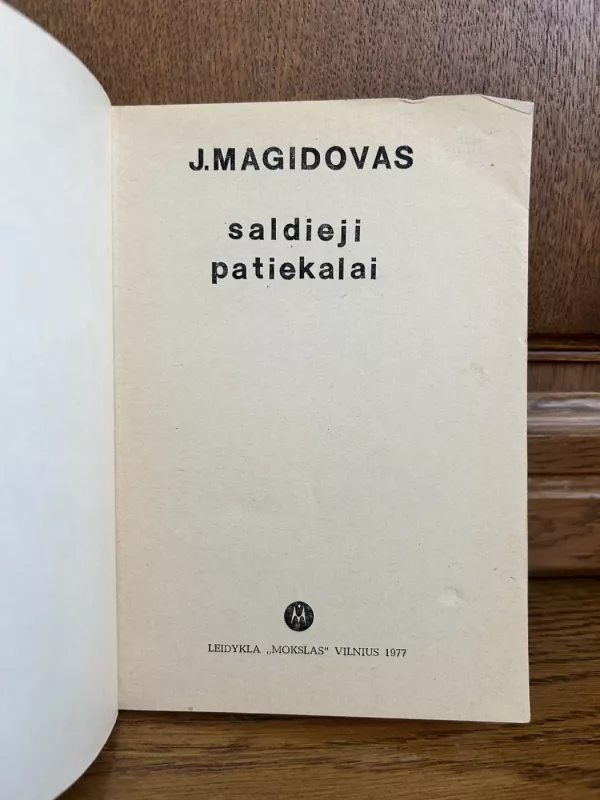 J.MAGIDOVAS
saldieji
patiekalai
LEIDYKLA „MOKSLAS" VILNIUS 1977